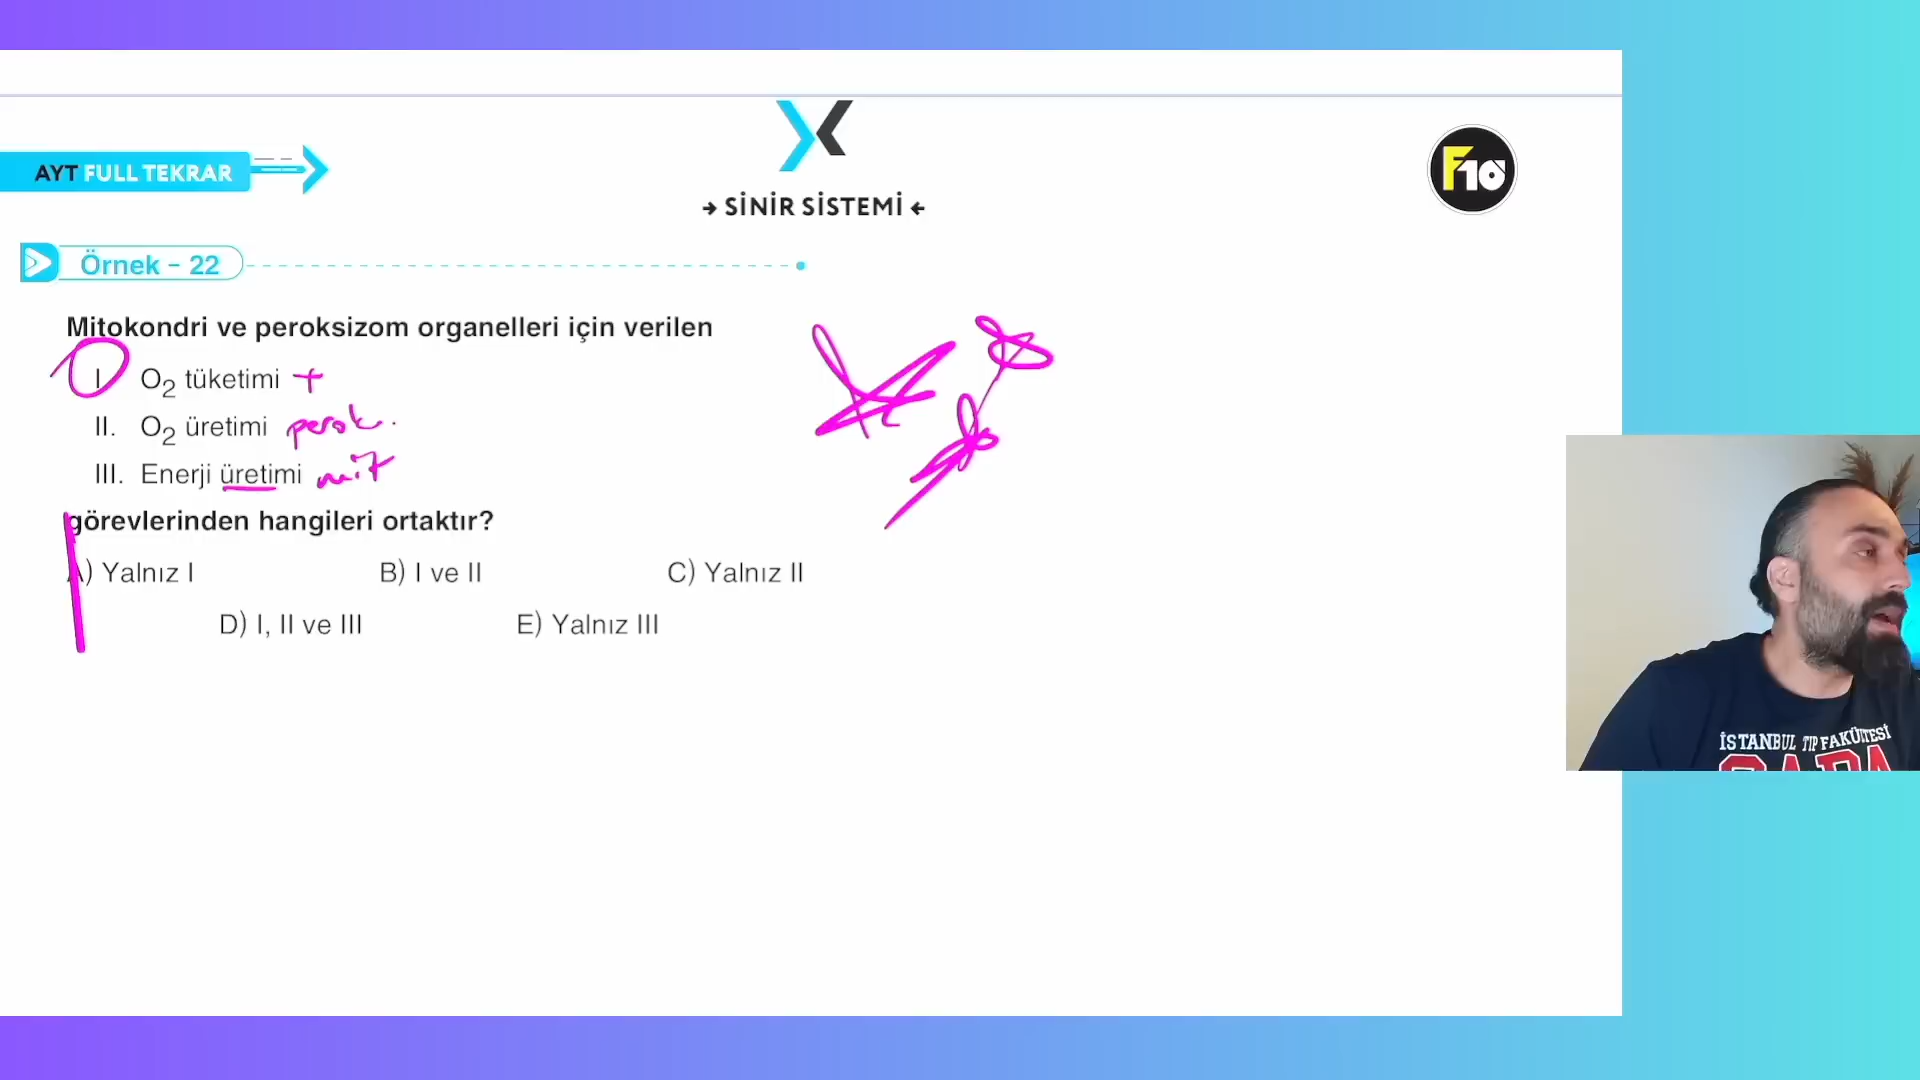 AYT FULL TEKRAR
→ SİNİR SİSTEMİ ←
F10
Örnek - 22
Mitokondri ve peroksizom organelleri için verilen
I. O₂ tüketimi +
II. O₂ üretimi perok.
III. Enerji üretimi mit
görevlerinden hangileri ortaktır?
A) Yalnız I B) I ve II C) Yalnız II
D) I, II ve III E) Yalnız III
İSTANBUL TIP FAKÜLTESİ